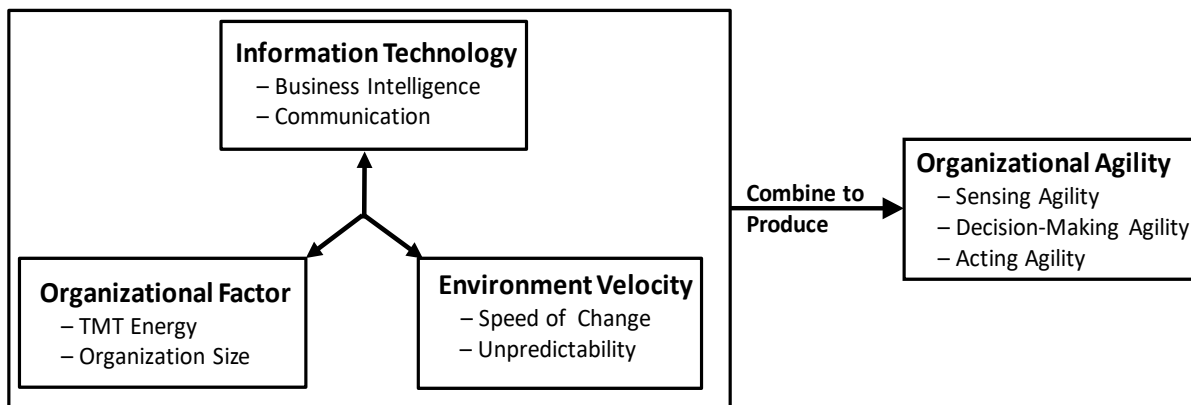 Information Technology
– Business Intelligence
– Communication
Organizational Factor
– TMT Energy
– Organization Size
Environment Velocity
– Speed of Change
– Unpredictability
Combine to
Produce
Organizational Agility
– Sensing Agility
– Decision-Making Agility
– Acting Agility